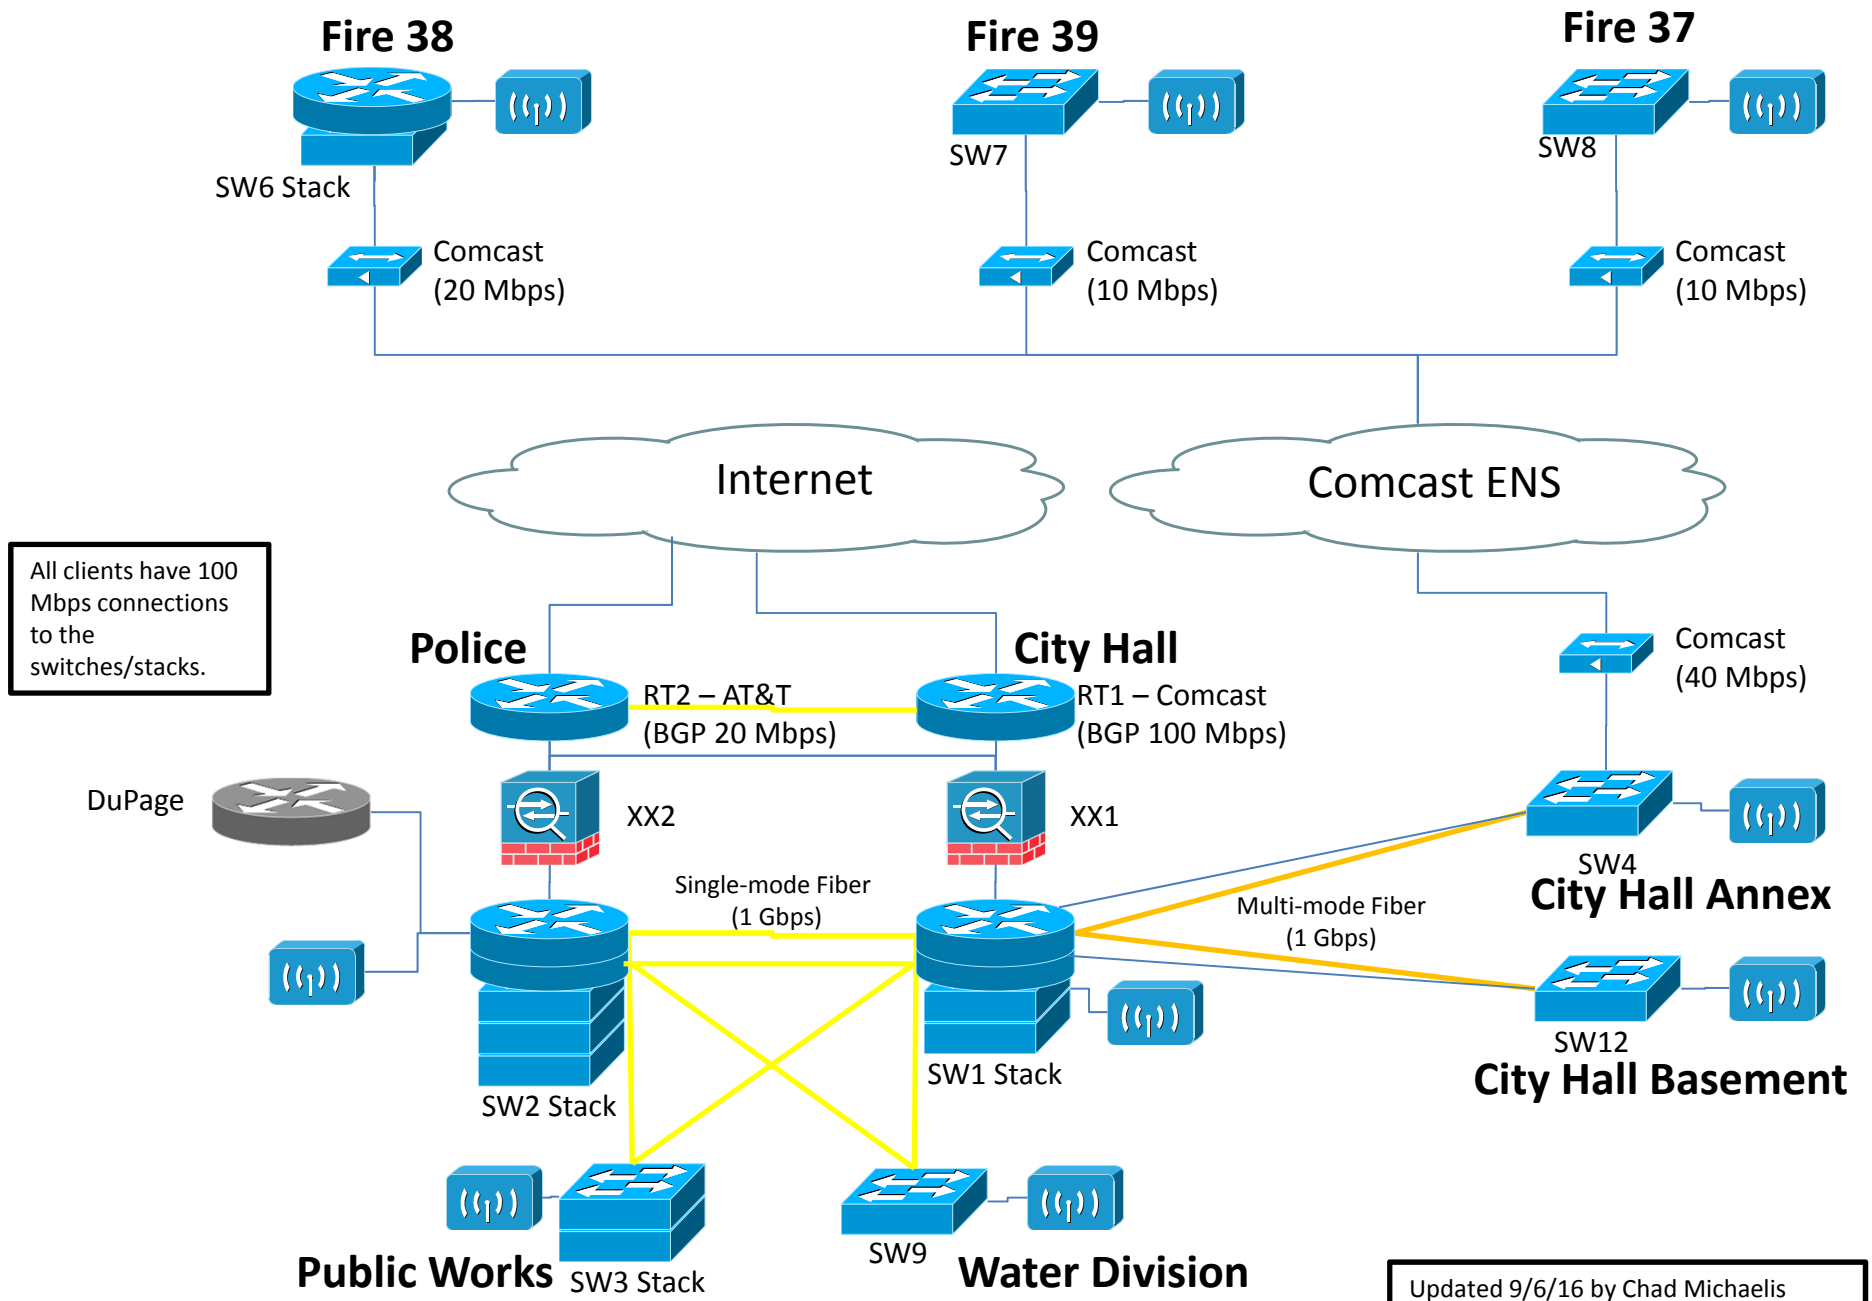 Fire 38
Fire 39
Fire 37
SW6 Stack
SW7
SW8
Comcast
(20 Mbps)
Comcast
(10 Mbps)
Comcast
(10 Mbps)
Internet
Comcast ENS
All clients have 100
Mbps connections
to the
switches/stacks.
Police
City Hall
RT2 – AT&T
(BGP 20 Mbps)
RT1 – Comcast
(BGP 100 Mbps)
Comcast
(40 Mbps)
DuPage
XX2
XX1
SW4
City Hall Annex
Single-mode Fiber
(1 Gbps)
Multi-mode Fiber
(1 Gbps)
SW12
City Hall Basement
SW2 Stack
SW1 Stack
Public Works
SW3 Stack
SW9
Water Division
Updated 9/6/16 by Chad Michaelis